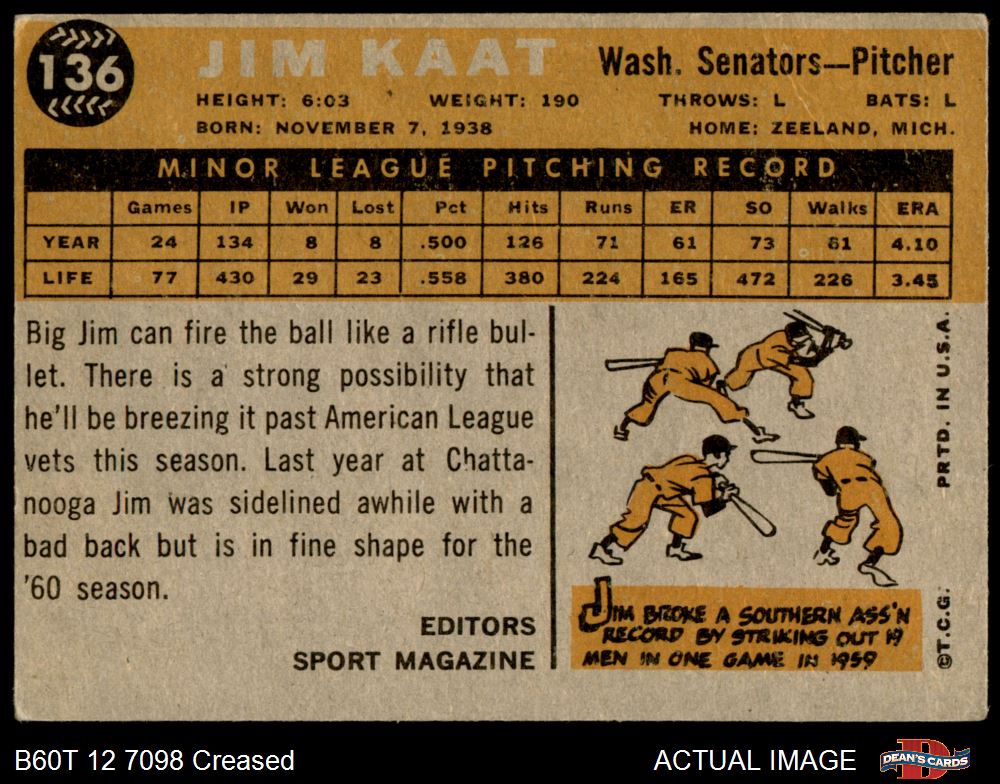 136
JIM KAAT
Wash. Senators—Pitcher
HEIGHT: 6:03 WEIGHT: 190 THROWS: L BATS: L
BORN: NOVEMBER 7, 1938 HOME: ZEELAND, MICH.
MINOR LEAGUE PITCHING RECORD
Games IP Won Lost Pct Hits Runs ER SO Walks ERA
YEAR 24 134 8 8 .500 126 71 61 73 61 4.10
LIFE 77 430 29 23 .558 380 224 165 472 226 3.45
Big Jim can fire the ball like a rifle bul-
let. There is a strong possibility that
he'll be breezing it past American League
vets this season. Last year at Chatta-
nooga Jim was sidelined awhile with a
bad back but is in fine shape for the
'60 season.
EDITORS
SPORT MAGAZINE
JIM BROKE A SOUTHERN ASS'N
RECORD BY STRIKING OUT 19
MEN IN ONE GAME IN 1959
©T.C.G. PRTD. IN U.S.A.
B60T 12 7098 Creased ACTUAL IMAGE
DEAN'S CARDS